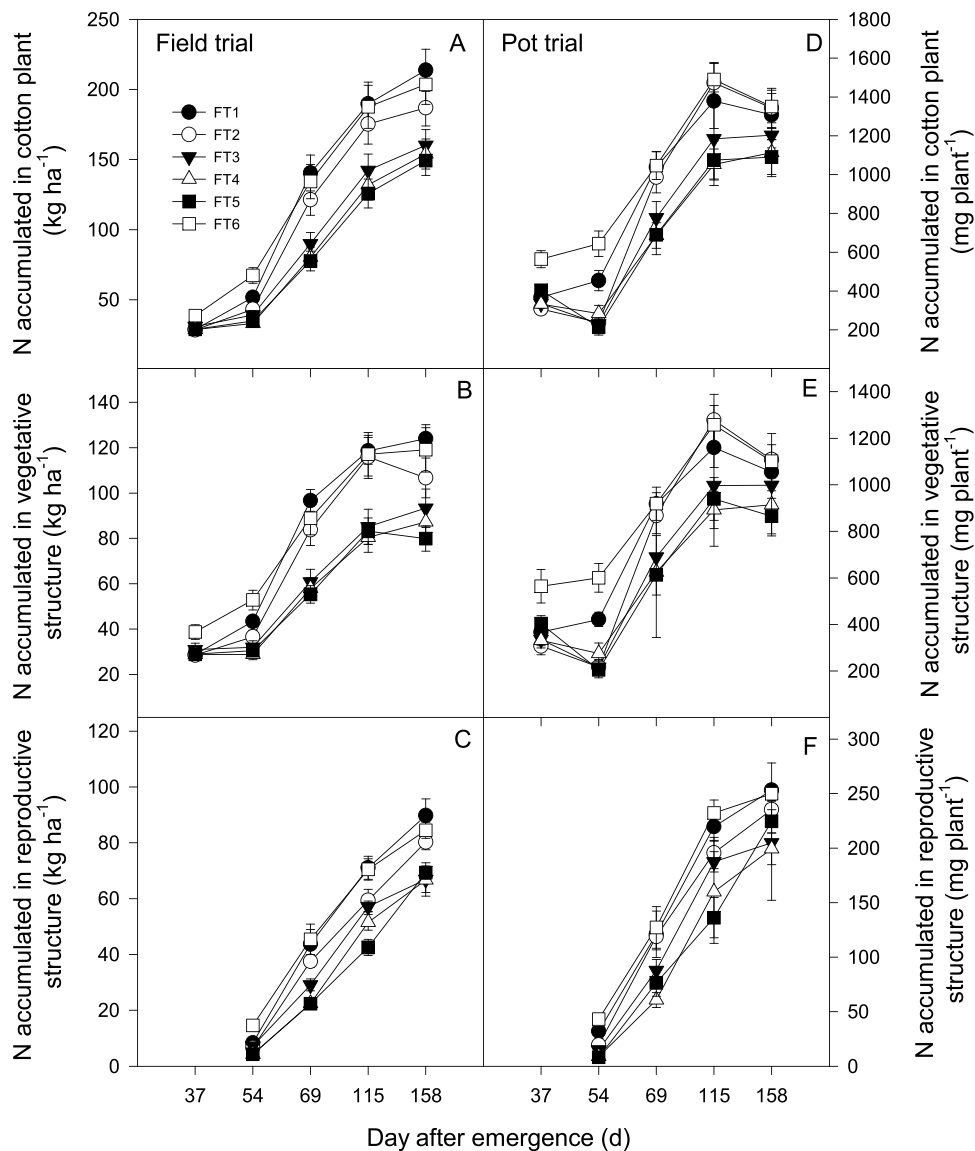 Field trial
A
N accumulated in cotton plant
(kg ha⁻¹)
250
200
150
100
50
FT1
FT2
FT3
FT4
FT5
FT6
Pot trial
D
1800
1600
1400
1200
1000
800
600
400
200
N accumulated in cotton plant
(mg plant⁻¹)
B
N accumulated in vegetative
structure (kg ha⁻¹)
140
120
100
80
60
40
20
E
1400
1200
1000
800
600
400
200
N accumulated in vegetative
structure (mg plant⁻¹)
C
N accumulated in reproductive
structure (kg ha⁻¹)
120
100
80
60
40
20
0
F
300
250
200
150
100
50
0
N accumulated in reproductive
structure (mg plant⁻¹)
37 54 69 115 158
37 54 69 115 158
Day after emergence (d)